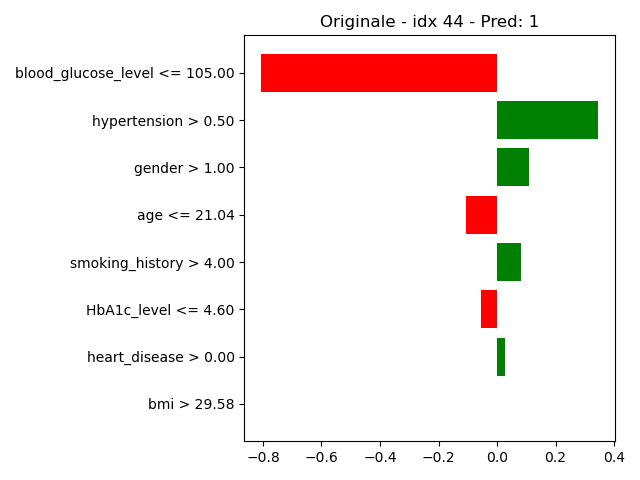 Originale - idx 44 - Pred: 1
blood_glucose_level <= 105.00
hypertension > 0.50
gender > 1.00
age <= 21.04
smoking_history > 4.00
HbA1c_level <= 4.60
heart_disease > 0.00
bmi > 29.58
−0.8 −0.6 −0.4 −0.2 0.0 0.2 0.4